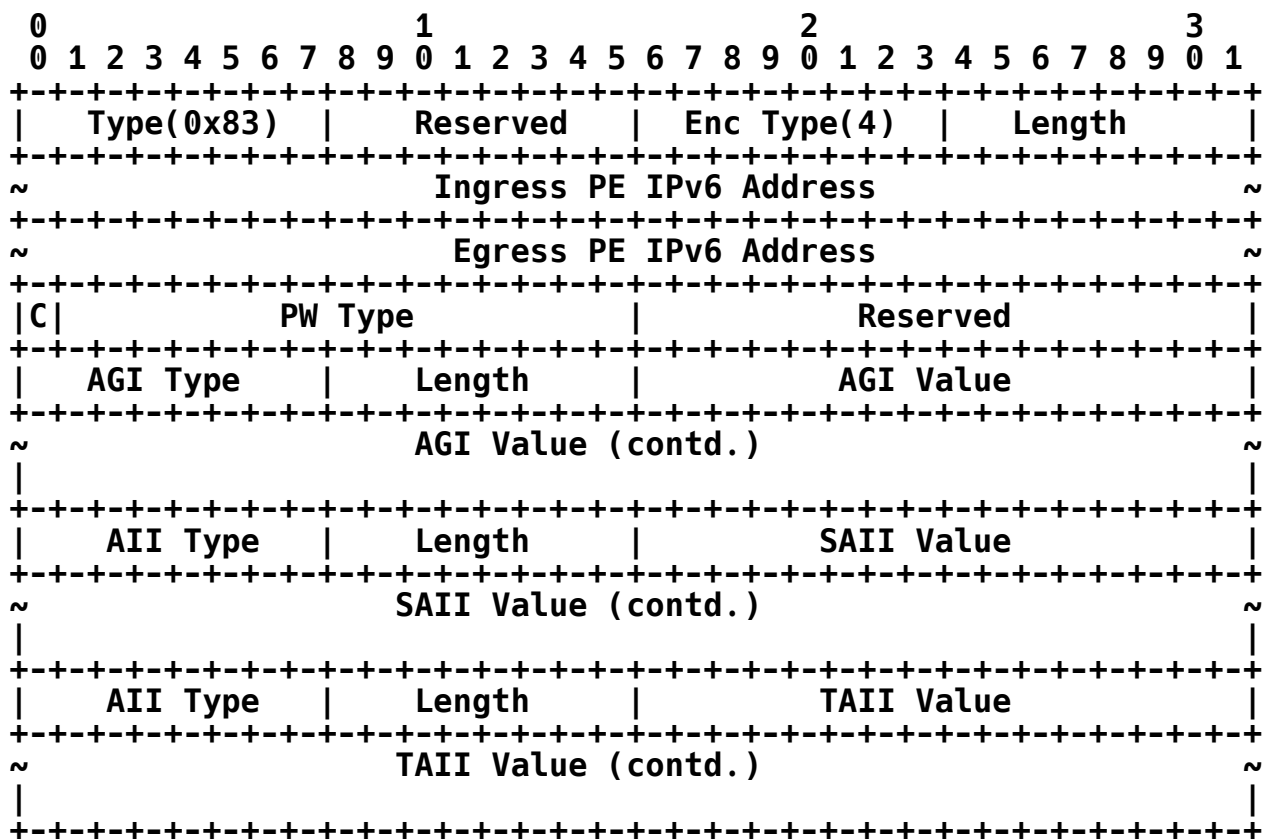 0                   1                   2                   3
 0 1 2 3 4 5 6 7 8 9 0 1 2 3 4 5 6 7 8 9 0 1 2 3 4 5 6 7 8 9 0 1
+-+-+-+-+-+-+-+-+-+-+-+-+-+-+-+-+-+-+-+-+-+-+-+-+-+-+-+-+-+-+-+-+
|   Type(0x83)  |    Reserved   |  Enc Type(4)  |   Length      |
+-+-+-+-+-+-+-+-+-+-+-+-+-+-+-+-+-+-+-+-+-+-+-+-+-+-+-+-+-+-+-+-+
~                     Ingress PE IPv6 Address                   ~
+-+-+-+-+-+-+-+-+-+-+-+-+-+-+-+-+-+-+-+-+-+-+-+-+-+-+-+-+-+-+-+-+
~                      Egress PE IPv6 Address                   ~
+-+-+-+-+-+-+-+-+-+-+-+-+-+-+-+-+-+-+-+-+-+-+-+-+-+-+-+-+-+-+-+-+
|C|           PW Type           |           Reserved            |
+-+-+-+-+-+-+-+-+-+-+-+-+-+-+-+-+-+-+-+-+-+-+-+-+-+-+-+-+-+-+-+-+
|   AGI Type    |    Length     |          AGI Value            |
+-+-+-+-+-+-+-+-+-+-+-+-+-+-+-+-+-+-+-+-+-+-+-+-+-+-+-+-+-+-+-+-+
~                    AGI Value (contd.)                         ~
|                                                               |
+-+-+-+-+-+-+-+-+-+-+-+-+-+-+-+-+-+-+-+-+-+-+-+-+-+-+-+-+-+-+-+-+
|    AII Type   |    Length     |         SAII Value            |
+-+-+-+-+-+-+-+-+-+-+-+-+-+-+-+-+-+-+-+-+-+-+-+-+-+-+-+-+-+-+-+-+
~                   SAII Value (contd.)                         ~
|                                                               |
+-+-+-+-+-+-+-+-+-+-+-+-+-+-+-+-+-+-+-+-+-+-+-+-+-+-+-+-+-+-+-+-+
|    AII Type   |    Length     |         TAII Value            |
+-+-+-+-+-+-+-+-+-+-+-+-+-+-+-+-+-+-+-+-+-+-+-+-+-+-+-+-+-+-+-+-+
~                   TAII Value (contd.)                         ~
|                                                               |
+-+-+-+-+-+-+-+-+-+-+-+-+-+-+-+-+-+-+-+-+-+-+-+-+-+-+-+-+-+-+-+-+